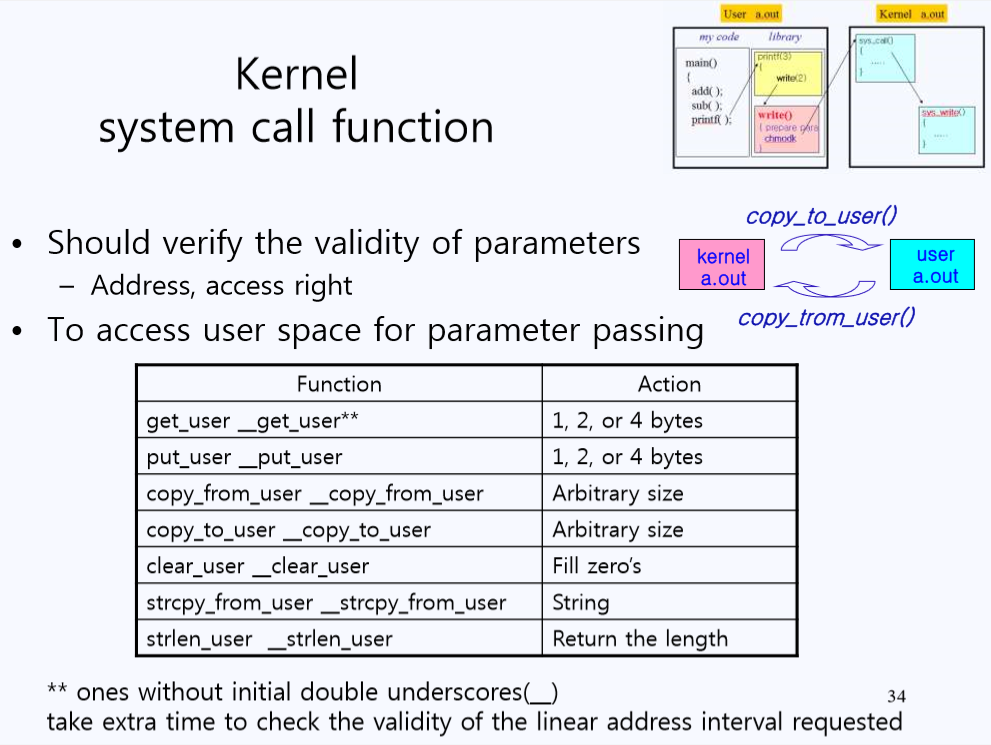 User a.out
Kernel a.out
my code library
main()
{
add( );
sub( );
printf( );
printf(3)
{
write(2)
write()
{ prepare para
chmodk
}
sys_call()
{
.....
}
sys_write()
{
.....
}
Kernel
system call function
• Should verify the validity of parameters
– Address, access right
• To access user space for parameter passing
copy_to_user()
kernel
a.out
user
a.out
copy_trom_user()
Function Action
get_user __get_user** 1, 2, or 4 bytes
put_user __put_user 1, 2, or 4 bytes
copy_from_user __copy_from_user Arbitrary size
copy_to_user __copy_to_user Arbitrary size
clear_user __clear_user Fill zero’s
strcpy_from_user __strcpy_from_user String
strlen_user __strlen_user Return the length
** ones without initial double underscores(__)
take extra time to check the validity of the linear address interval requested
34